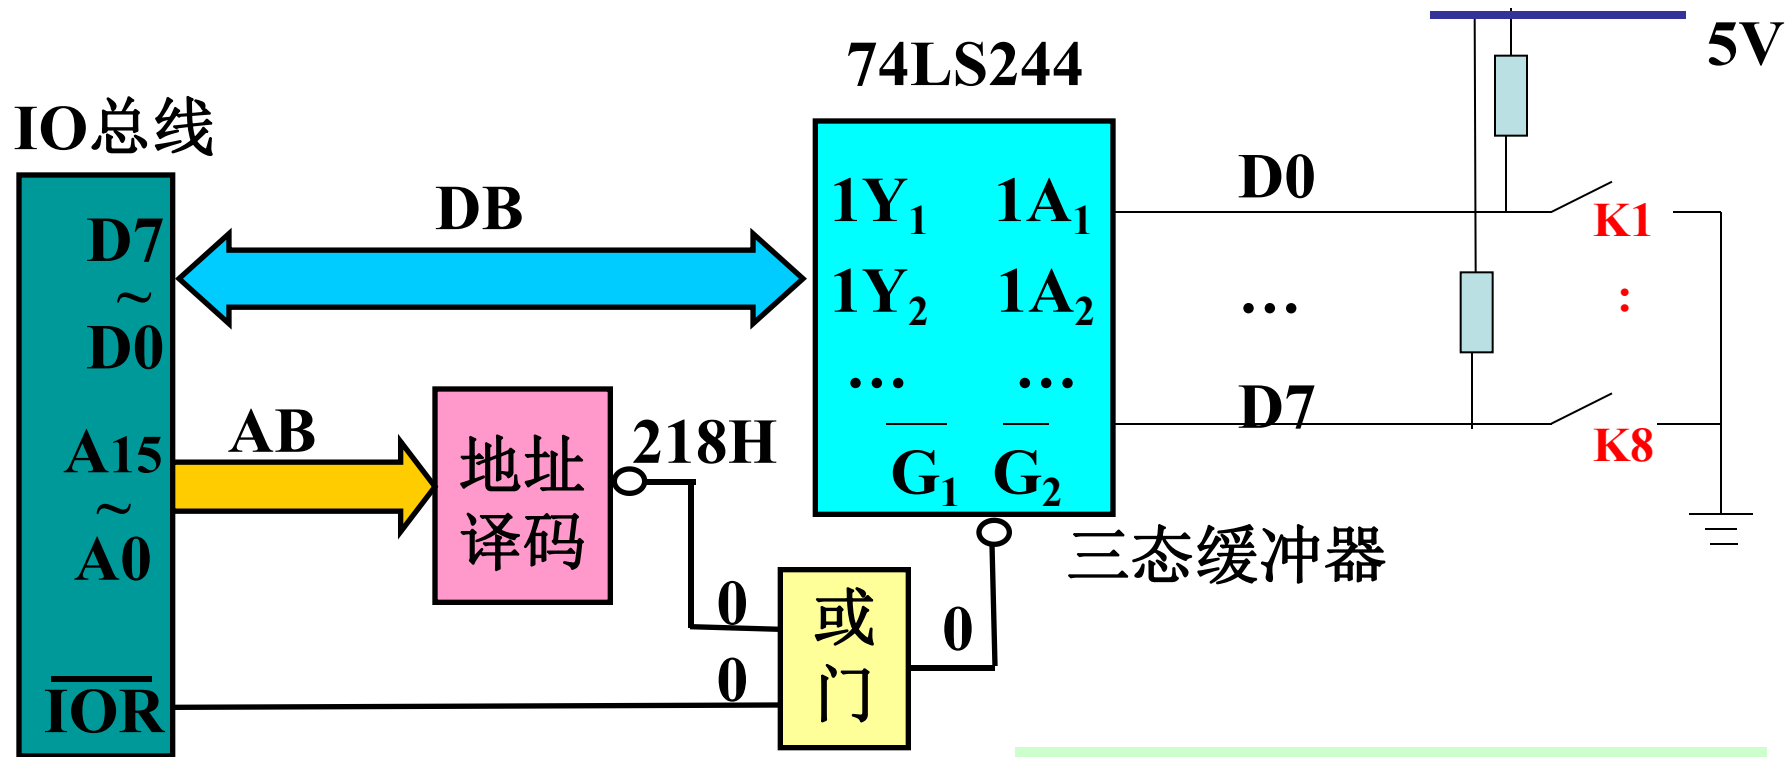 IO总线
D7
~
D0
A15
~
A0
IOR
DB
AB
地址
译码
218H
0
0
或
门
0
74LS244
1Y₁ 1A₁
1Y₂ 1A₂
… …
G₁ G₂
三态缓冲器
D0
…
D7
5V
K1
:
K8